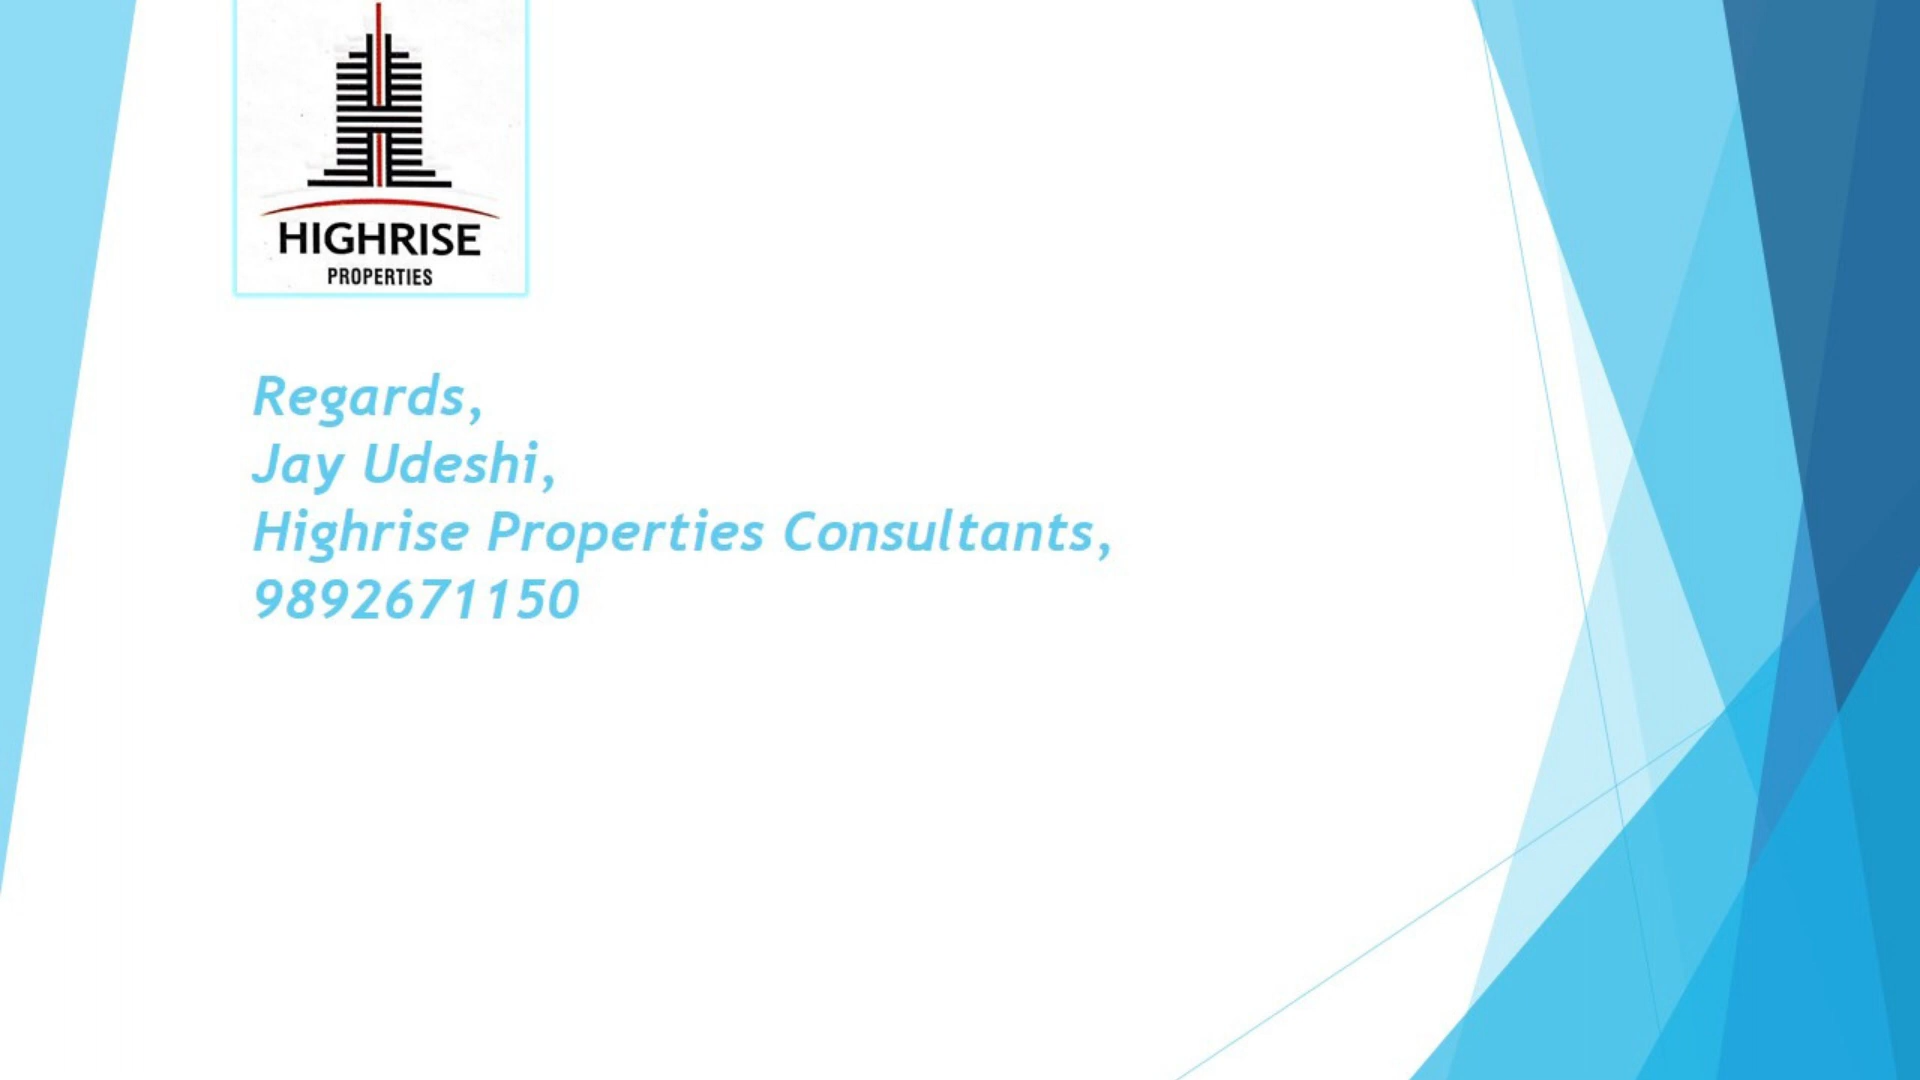 HIGHRISE
PROPERTIES
Regards,
Jay Udeshi,
Highrise Properties Consultants,
9892671150